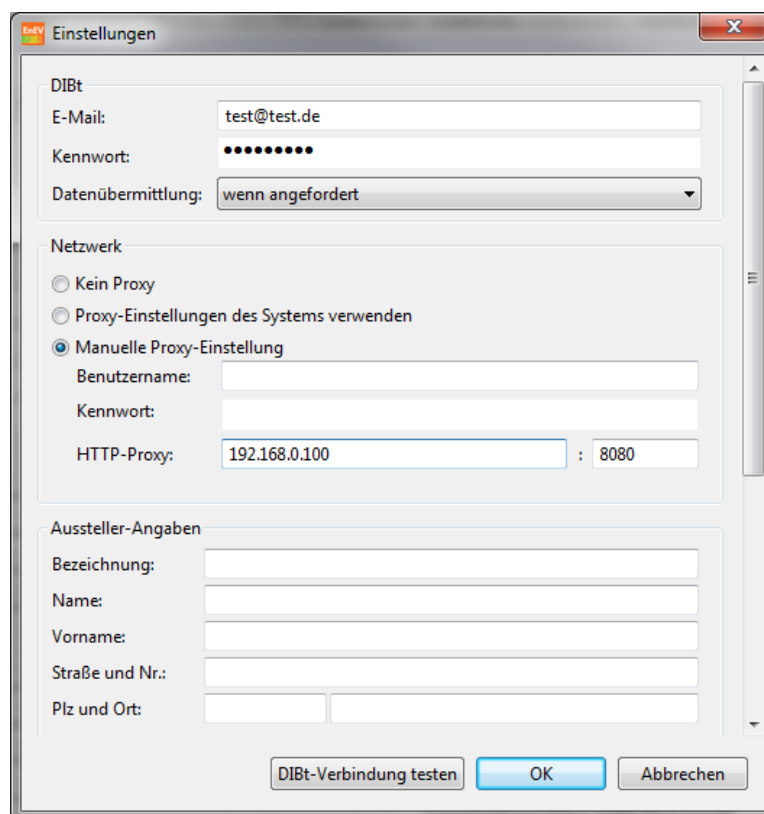 EnEV Einstellungen
DIBt
E-Mail: test@test.de
Kennwort: •••••••••
Datenübermittlung: wenn angefordert
Netzwerk
Kein Proxy
Proxy-Einstellungen des Systems verwenden
Manuelle Proxy-Einstellung
Benutzername:
Kennwort:
HTTP-Proxy: 192.168.0.100 : 8080
Aussteller-Angaben
Bezeichnung:
Name:
Vorname:
Straße und Nr.:
Plz und Ort:
DIBt-Verbindung testen OK Abbrechen